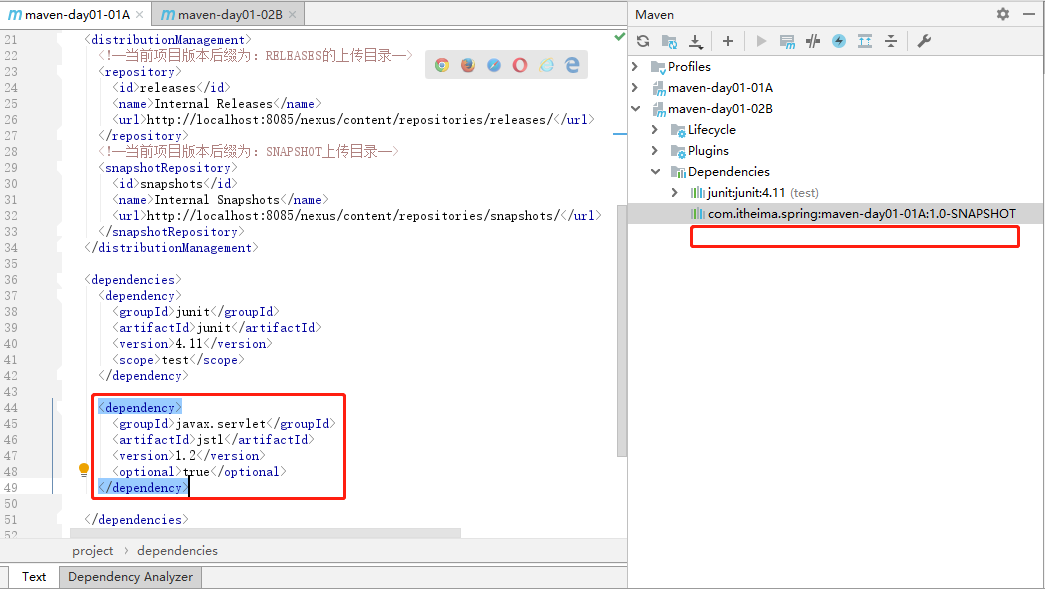 maven-day01-01A
maven-day01-02B
21 <distributionManagement>
22 <!—当前项目版本后缀为：RELEASES的上传目录—>
23 <repository>
24 <id>releases</id>
25 <name>Internal Releases</name>
26 <url>http://localhost:8085/nexus/content/repositories/releases/</url>
27 </repository>
28 <!—当前项目版本后缀为：SNAPSHOT上传目录—>
29 <snapshotRepository>
30 <id>snapshots</id>
31 <name>Internal Snapshots</name>
32 <url>http://localhost:8085/nexus/content/repositories/snapshots/</url>
33 </snapshotRepository>
34 </distributionManagement>
35
36 <dependencies>
37 <dependency>
38 <groupId>junit</groupId>
39 <artifactId>junit</artifactId>
40 <version>4.11</version>
41 <scope>test</scope>
42 </dependency>
43
44 <dependency>
45 <groupId>javax.servlet</groupId>
46 <artifactId>jstl</artifactId>
47 <version>1.2</version>
48 <optional>true</optional>
49 </dependency>
50
51 </dependencies>
52
project › dependencies
Text
Dependency Analyzer
Maven
Profiles
maven-day01-01A
maven-day01-02B
Lifecycle
Plugins
Dependencies
junit:junit:4.11 (test)
com.itheima.spring:maven-day01-01A:1.0-SNAPSHOT